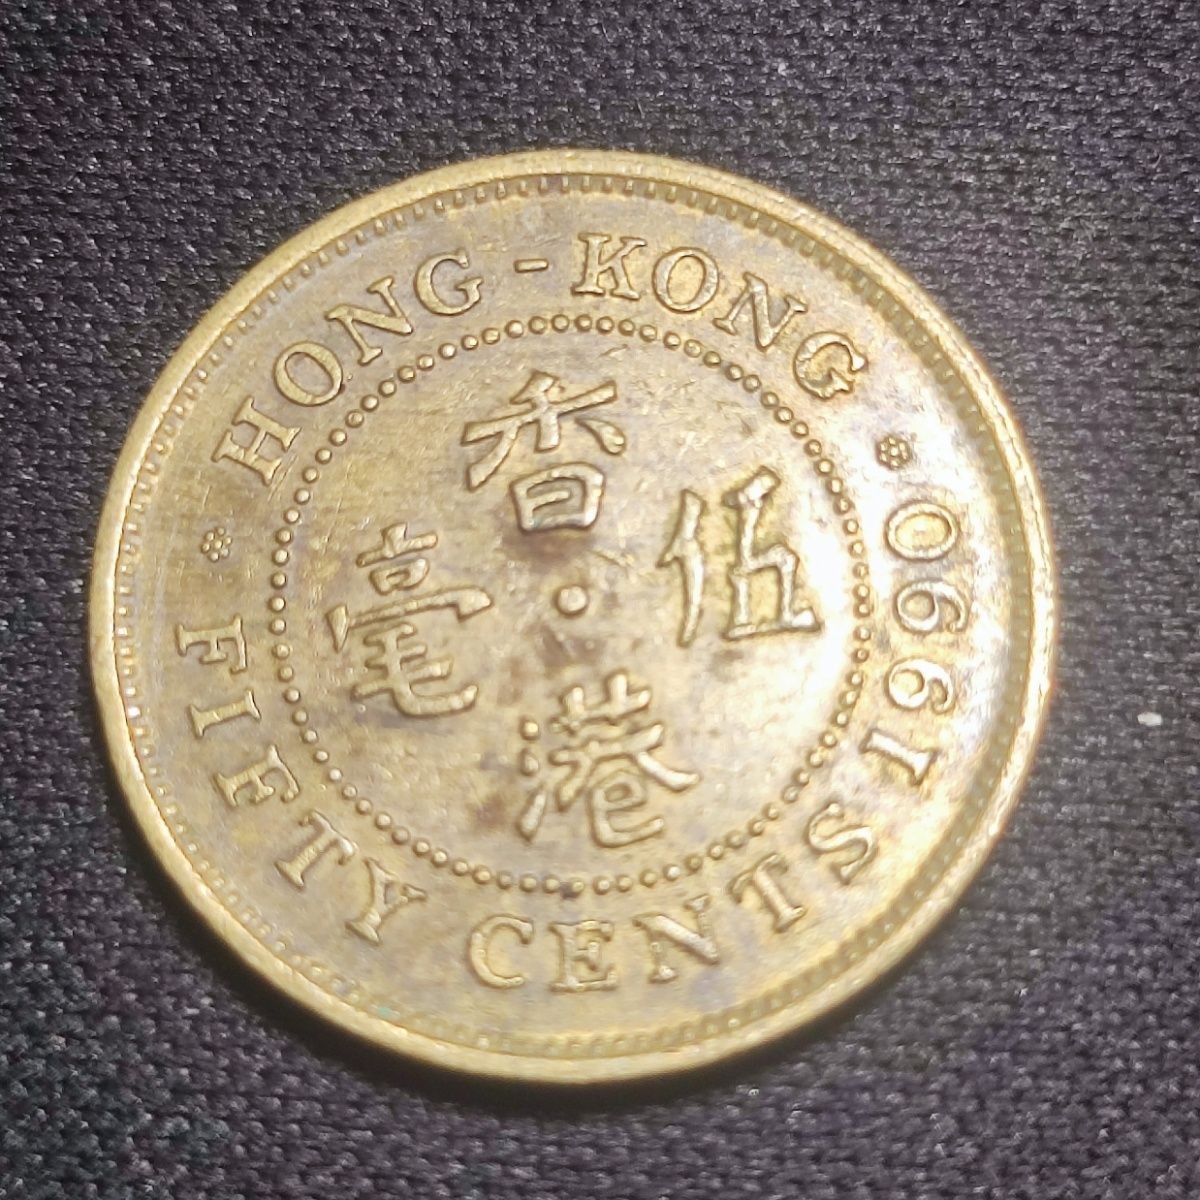 HONG-KONG
香港
伍毫
FIFTY CENTS 1990